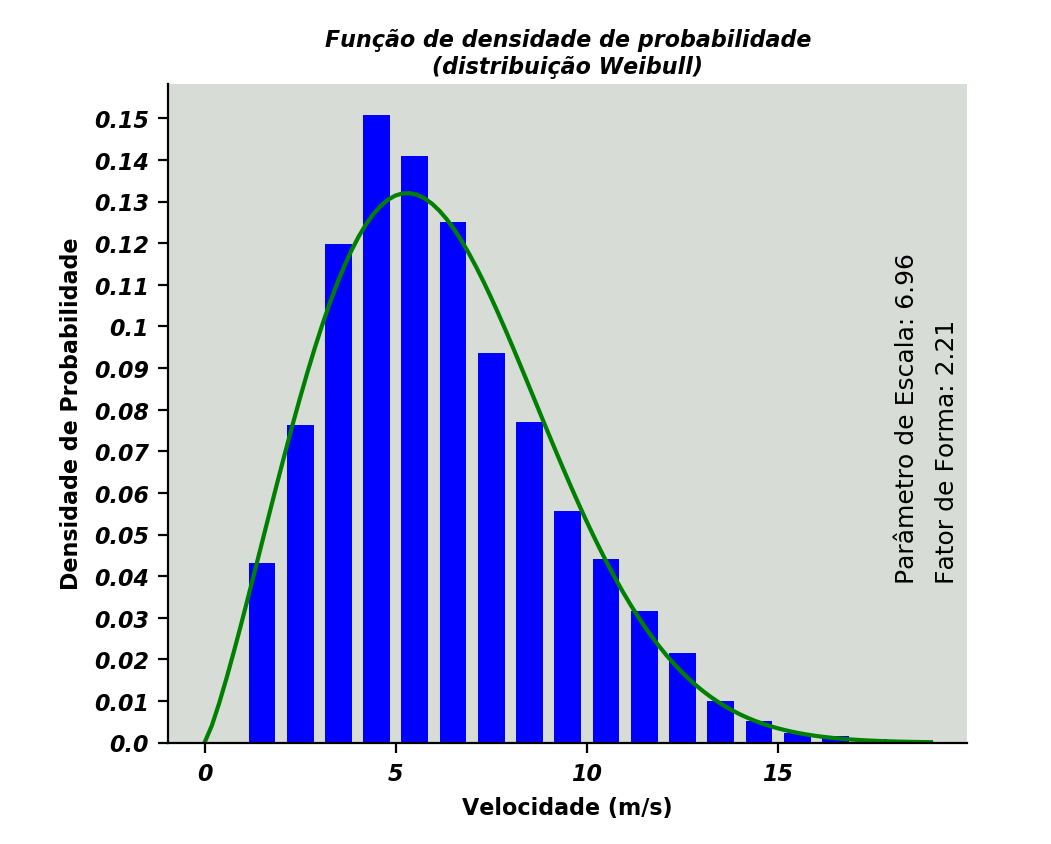 Função de densidade de probabilidade
(distribuição Weibull)
Densidade de Probabilidade
0.15
0.14
0.13
0.12
0.11
0.1
0.09
0.08
0.07
0.06
0.05
0.04
0.03
0.02
0.01
0.0
Parâmetro de Escala: 6.96
Fator de Forma: 2.21
0 5 10 15
Velocidade (m/s)